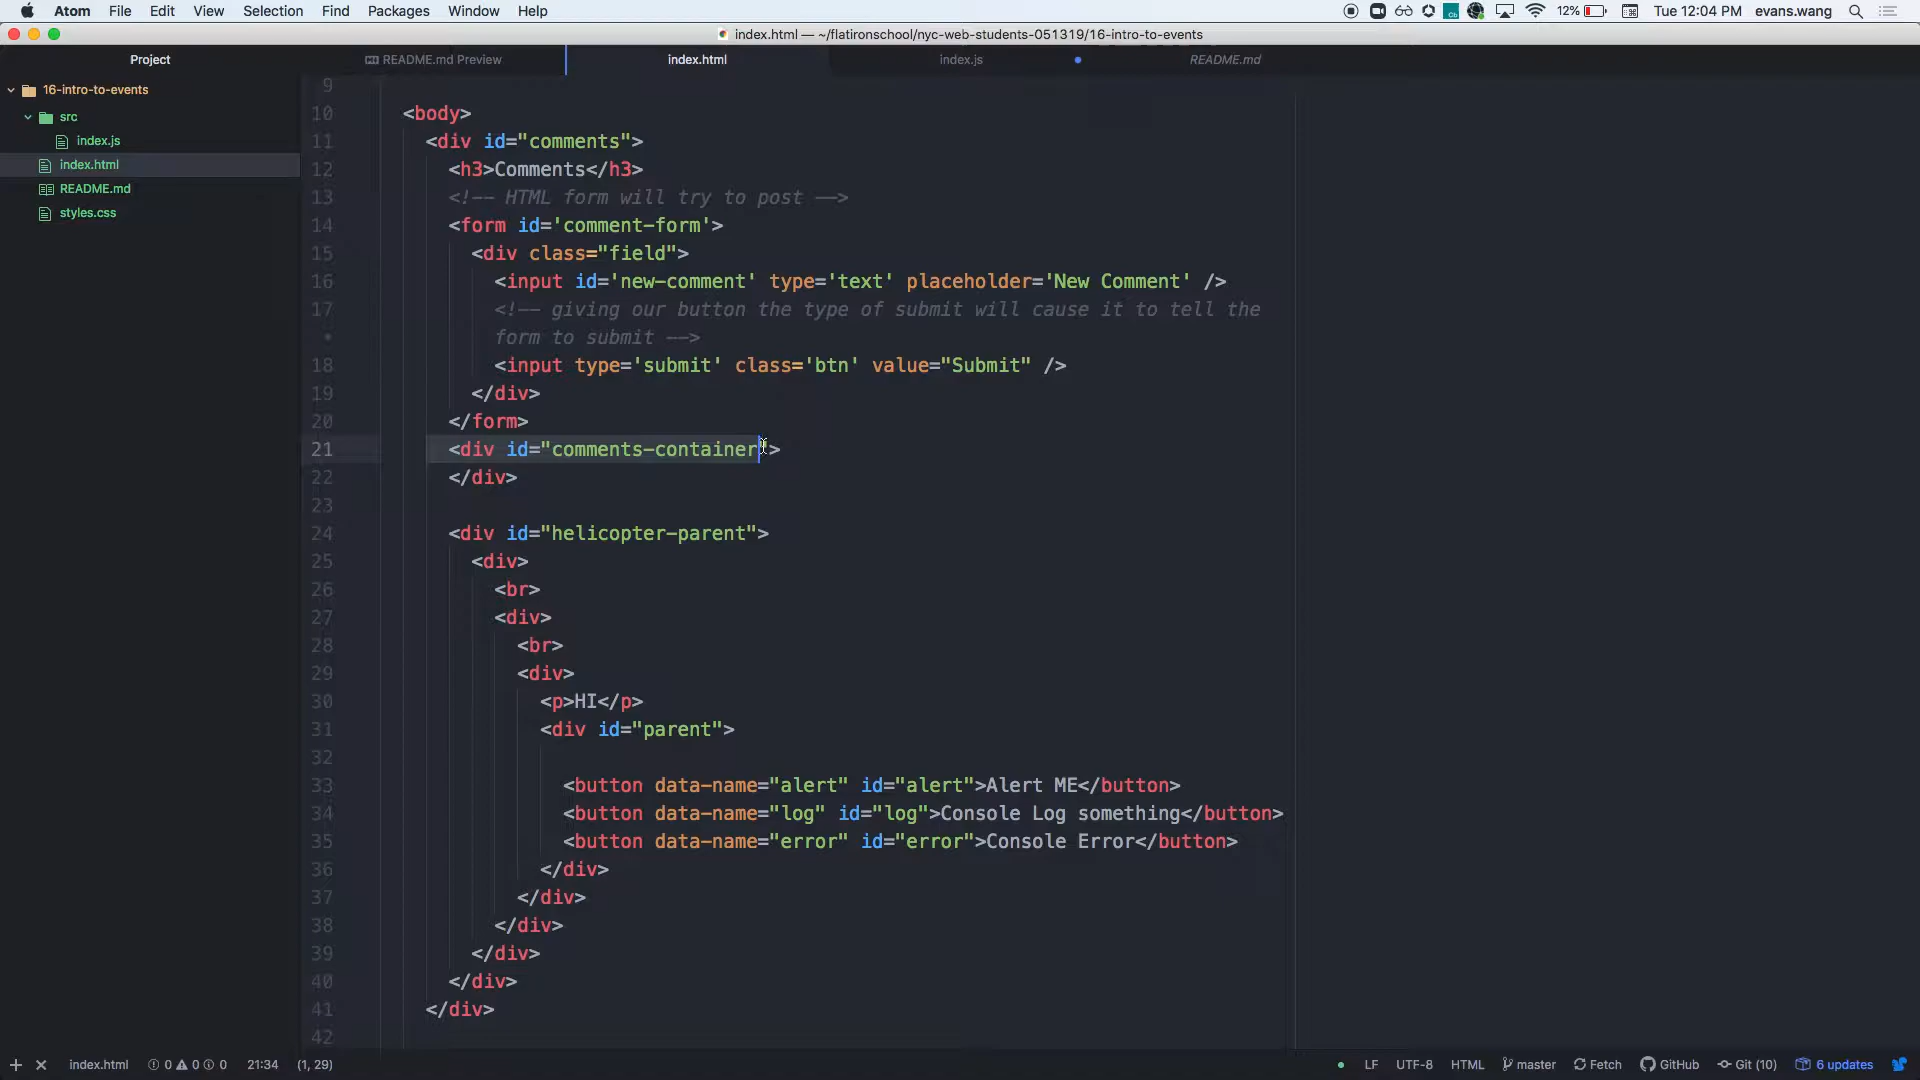 Atom File Edit View Selection Find Packages Window Help 12% Tue 12:04 PM evans.wang
index.html — ~/flatironschool/nyc-web-students-051319/16-intro-to-events
Project README.md Preview index.html index.js README.md
16-intro-to-events
src
index.js
index.html
README.md
styles.css
9
10 <body>
11 <div id="comments">
12 <h3>Comments</h3>
13 <!-- HTML form will try to post -->
14 <form id='comment-form'>
15 <div class="field">
16 <input id='new-comment' type='text' placeholder='New Comment' />
17 <!-- giving our button the type of submit will cause it to tell the
• form to submit -->
18 <input type='submit' class='btn' value="Submit" />
19 </div>
20 </form>
21 <div id="comments-container">
22 </div>
23
24 <div id="helicopter-parent">
25 <div>
26 <br>
27 <div>
28 <br>
29 <div>
30 <p>HI</p>
31 <div id="parent">
32
33 <button data-name="alert" id="alert">Alert ME</button>
34 <button data-name="log" id="log">Console Log something</button>
35 <button data-name="error" id="error">Console Error</button>
36 </div>
37 </div>
38 </div>
39 </div>
40 </div>
41 </div>
42
index.html 0 0 0 21:34 (1, 29) LF UTF-8 HTML master Fetch GitHub Git (10) 6 updates